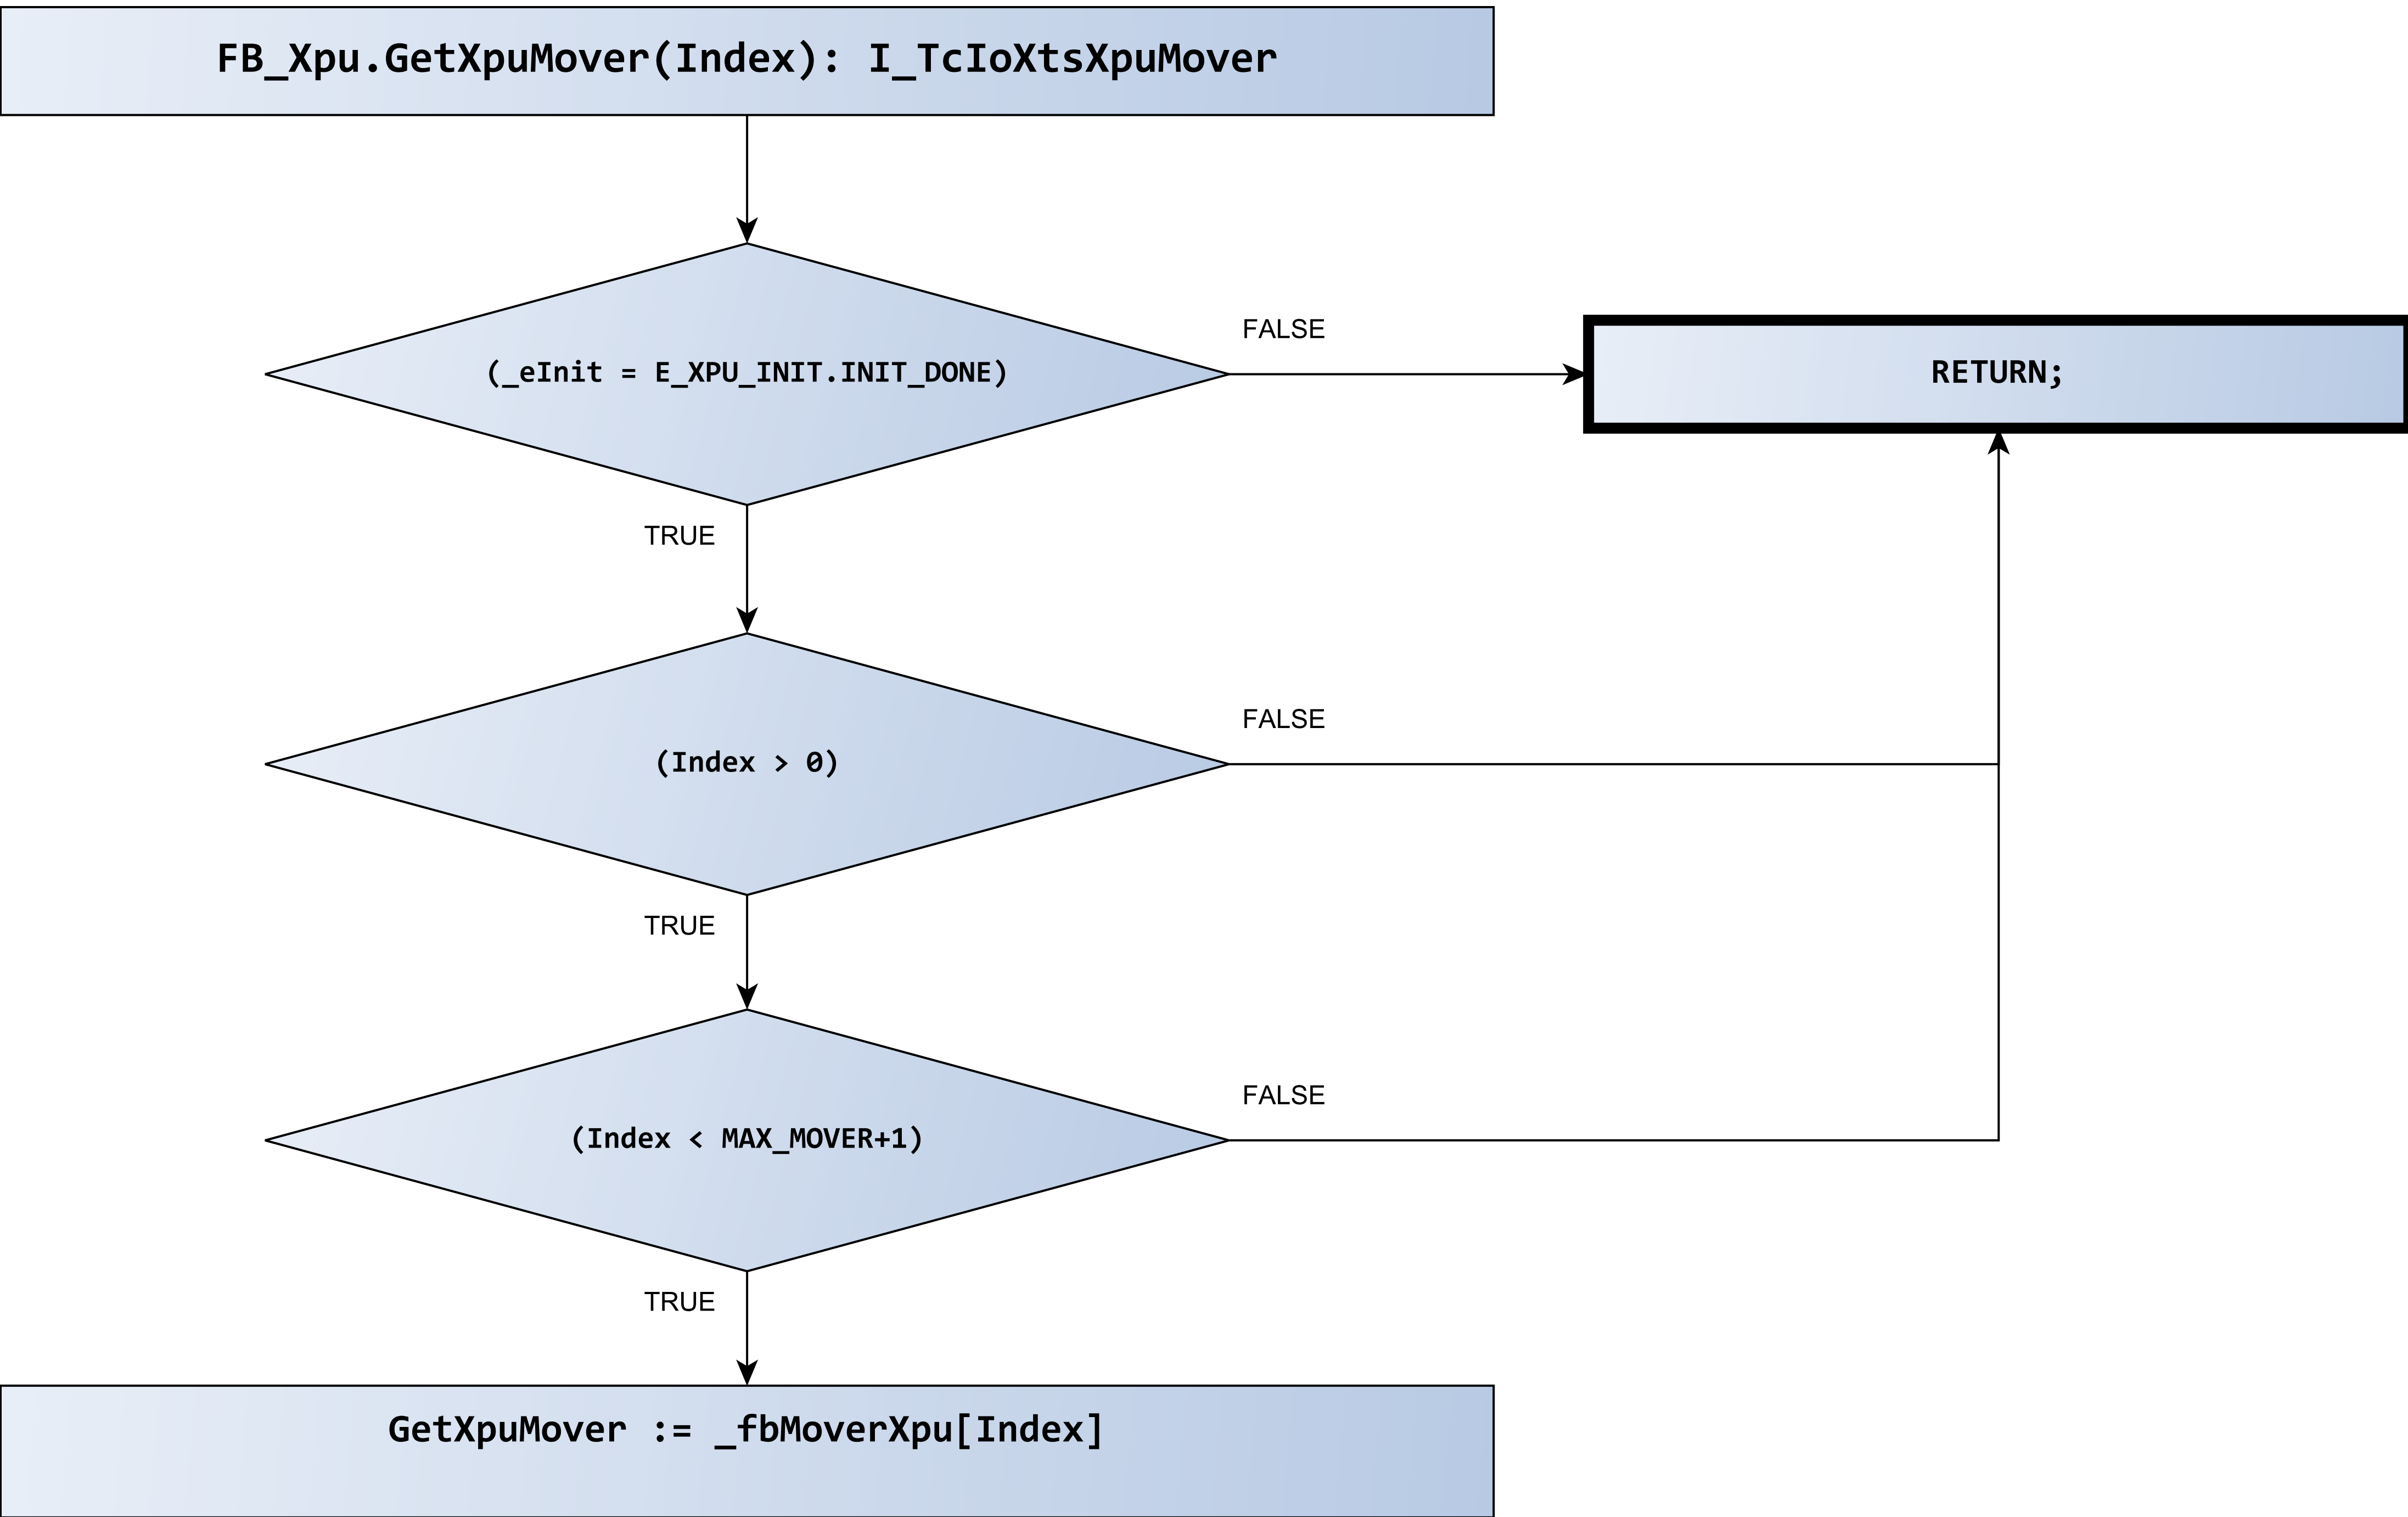 FB_Xpu.GetXpuMover(Index): I_TcIoXtsXpuMover
(_eInit = E_XPU_INIT.INIT_DONE)
FALSE
RETURN;
TRUE
(Index > 0)
FALSE
TRUE
(Index < MAX_MOVER+1)
FALSE
TRUE
GetXpuMover := _fbMoverXpu[Index]